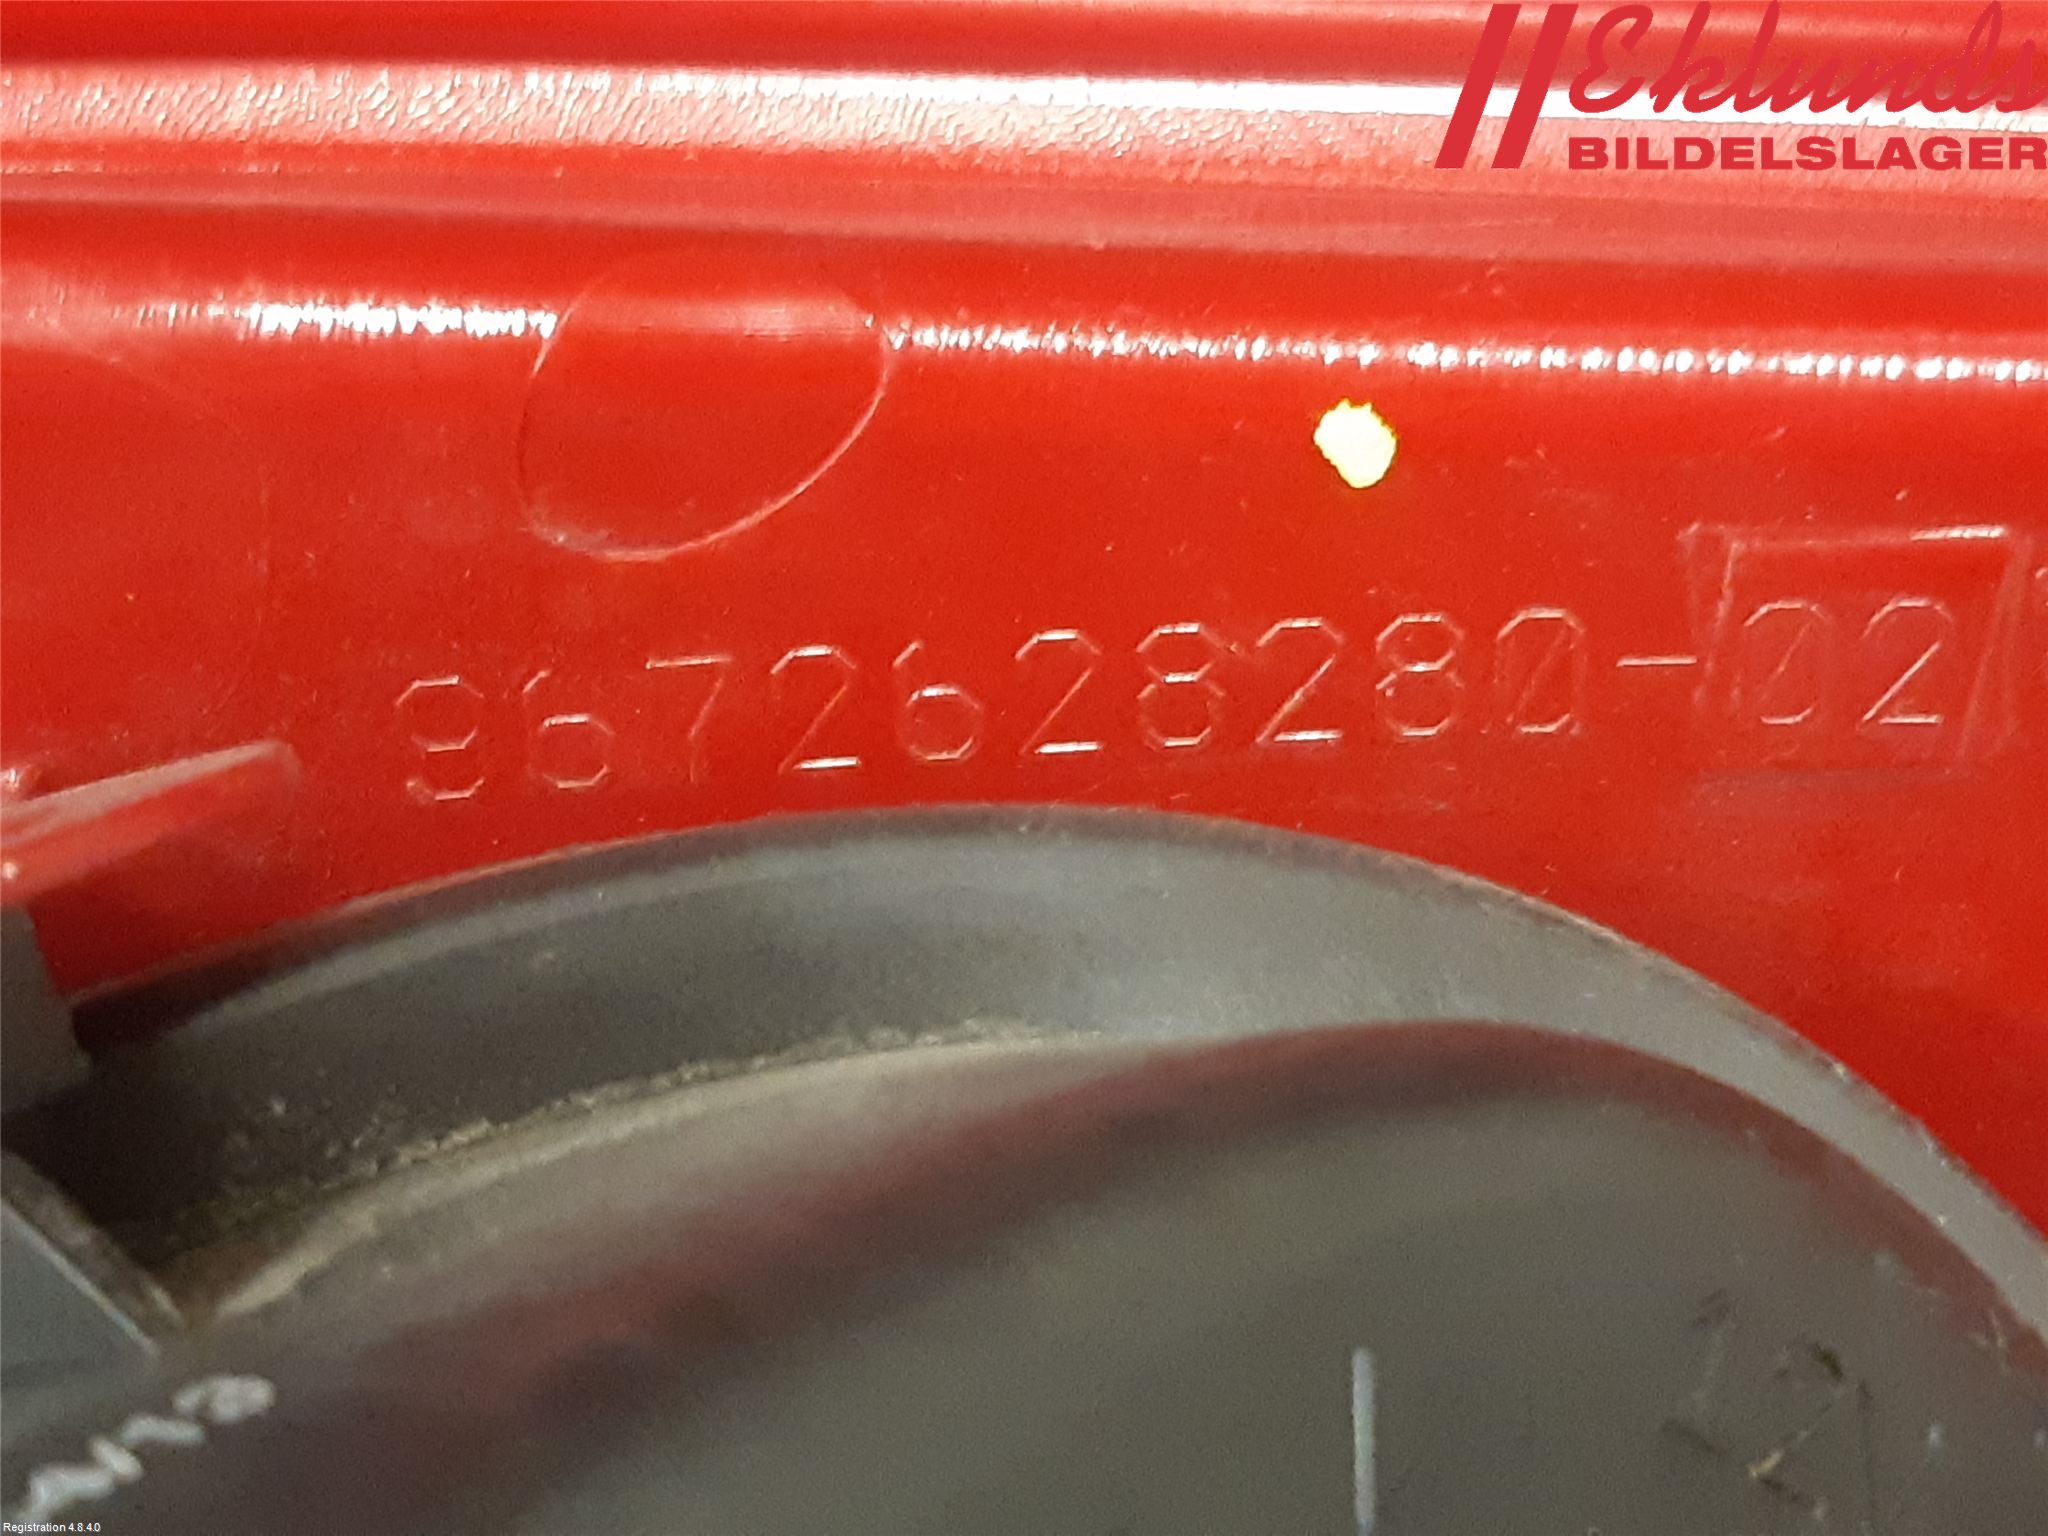 Eklunds
BILDELSLAGER
9672628280-02
Registration 4.8.4.0